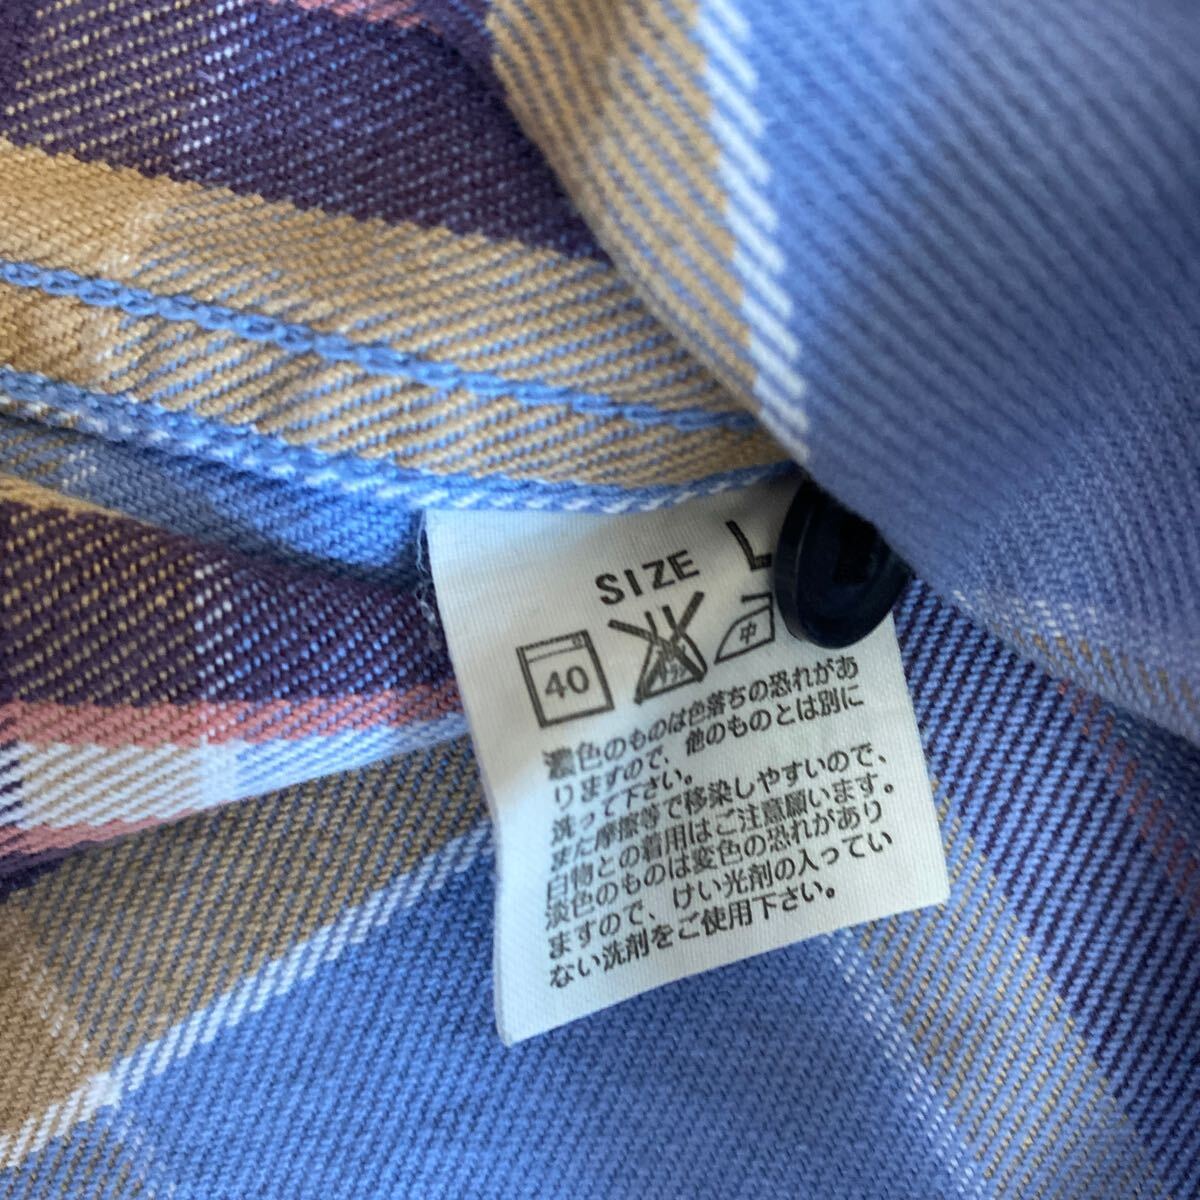 SIZE L
40 中
濃色のものは色落ちの恐れがあ
りますので、他のものとは別に
洗って下さい。
また摩擦等で移染しやすいので、
白物との着用はご注意願います。
淡色のものは変色の恐れがあり
ますので、けい光剤の入ってい
ない洗剤をご使用下さい。